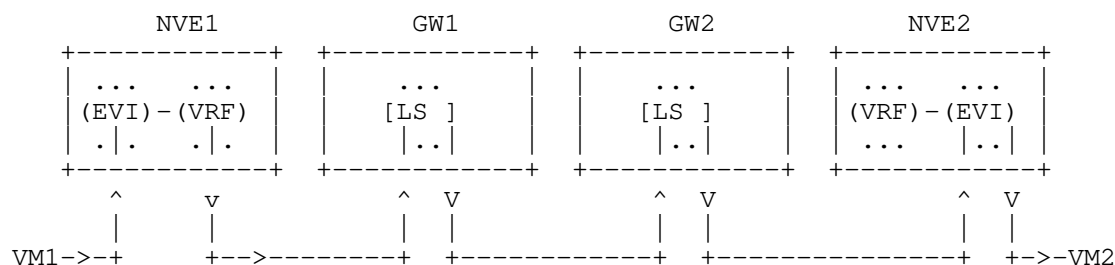 NVE1              GW1                  GW2                NVE2
     +------------+    +------------+    +------------+    +------------+
     |  ...    ...    |    |     ...         |    |     ...         |    | ...    ...    |
     |(EVI)-(VRF)|    |    [LS ]      |    |    [LS ]      |    |(VRF)-(EVI) |
     |  .|.    .|.    |    |     |..|       |    |     |..|       |    | ...    |..|   |
     +------------+    +------------+    +------------+    +------------+
         ^       v                ^   V                ^   V                ^   V
         |       |                |   |                |   |                |   |
VM1->-+       +-->--------+   +-----------+   +-------------+   +->-VM2